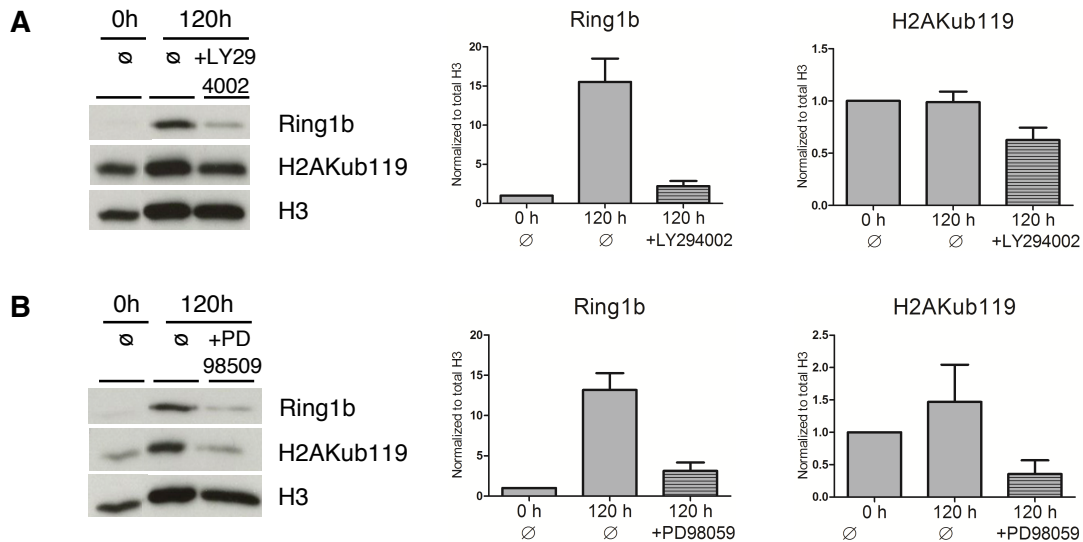 A
0h 120h
ø ø +LY29
4002
Ring1b
H2AKub119
H3
Ring1b
Normalized to total H3
20
15
10
5
0
0 h 120 h 120 h
∅ ∅ +LY294002
H2AKub119
Normalized to total H3
1.5
1.0
0.5
0.0
0 h 120 h 120 h
∅ ∅ +LY294002
B
0h 120h
ø ø +PD
98509
Ring1b
H2AKub119
H3
Ring1b
Normalized to total H3
20
15
10
5
0
0 h 120 h 120 h
∅ ∅ +PD98059
H2AKub119
Normalized to total H3
2.5
2.0
1.5
1.0
0.5
0.0
0 h 120 h 120 h
∅ ∅ +PD98059